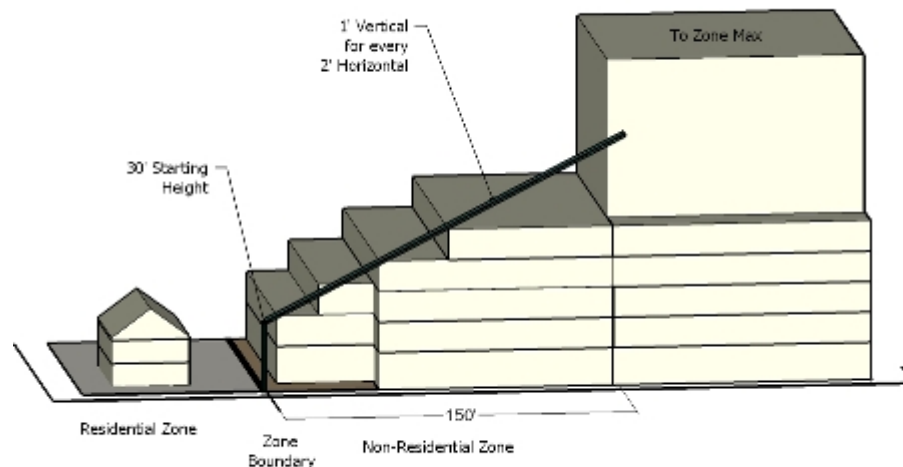 1' Vertical
for every
2' Horizontal
To Zone Max
30' Starting
Height
150'
Residential Zone
Zone
Boundary
Non-Residential Zone